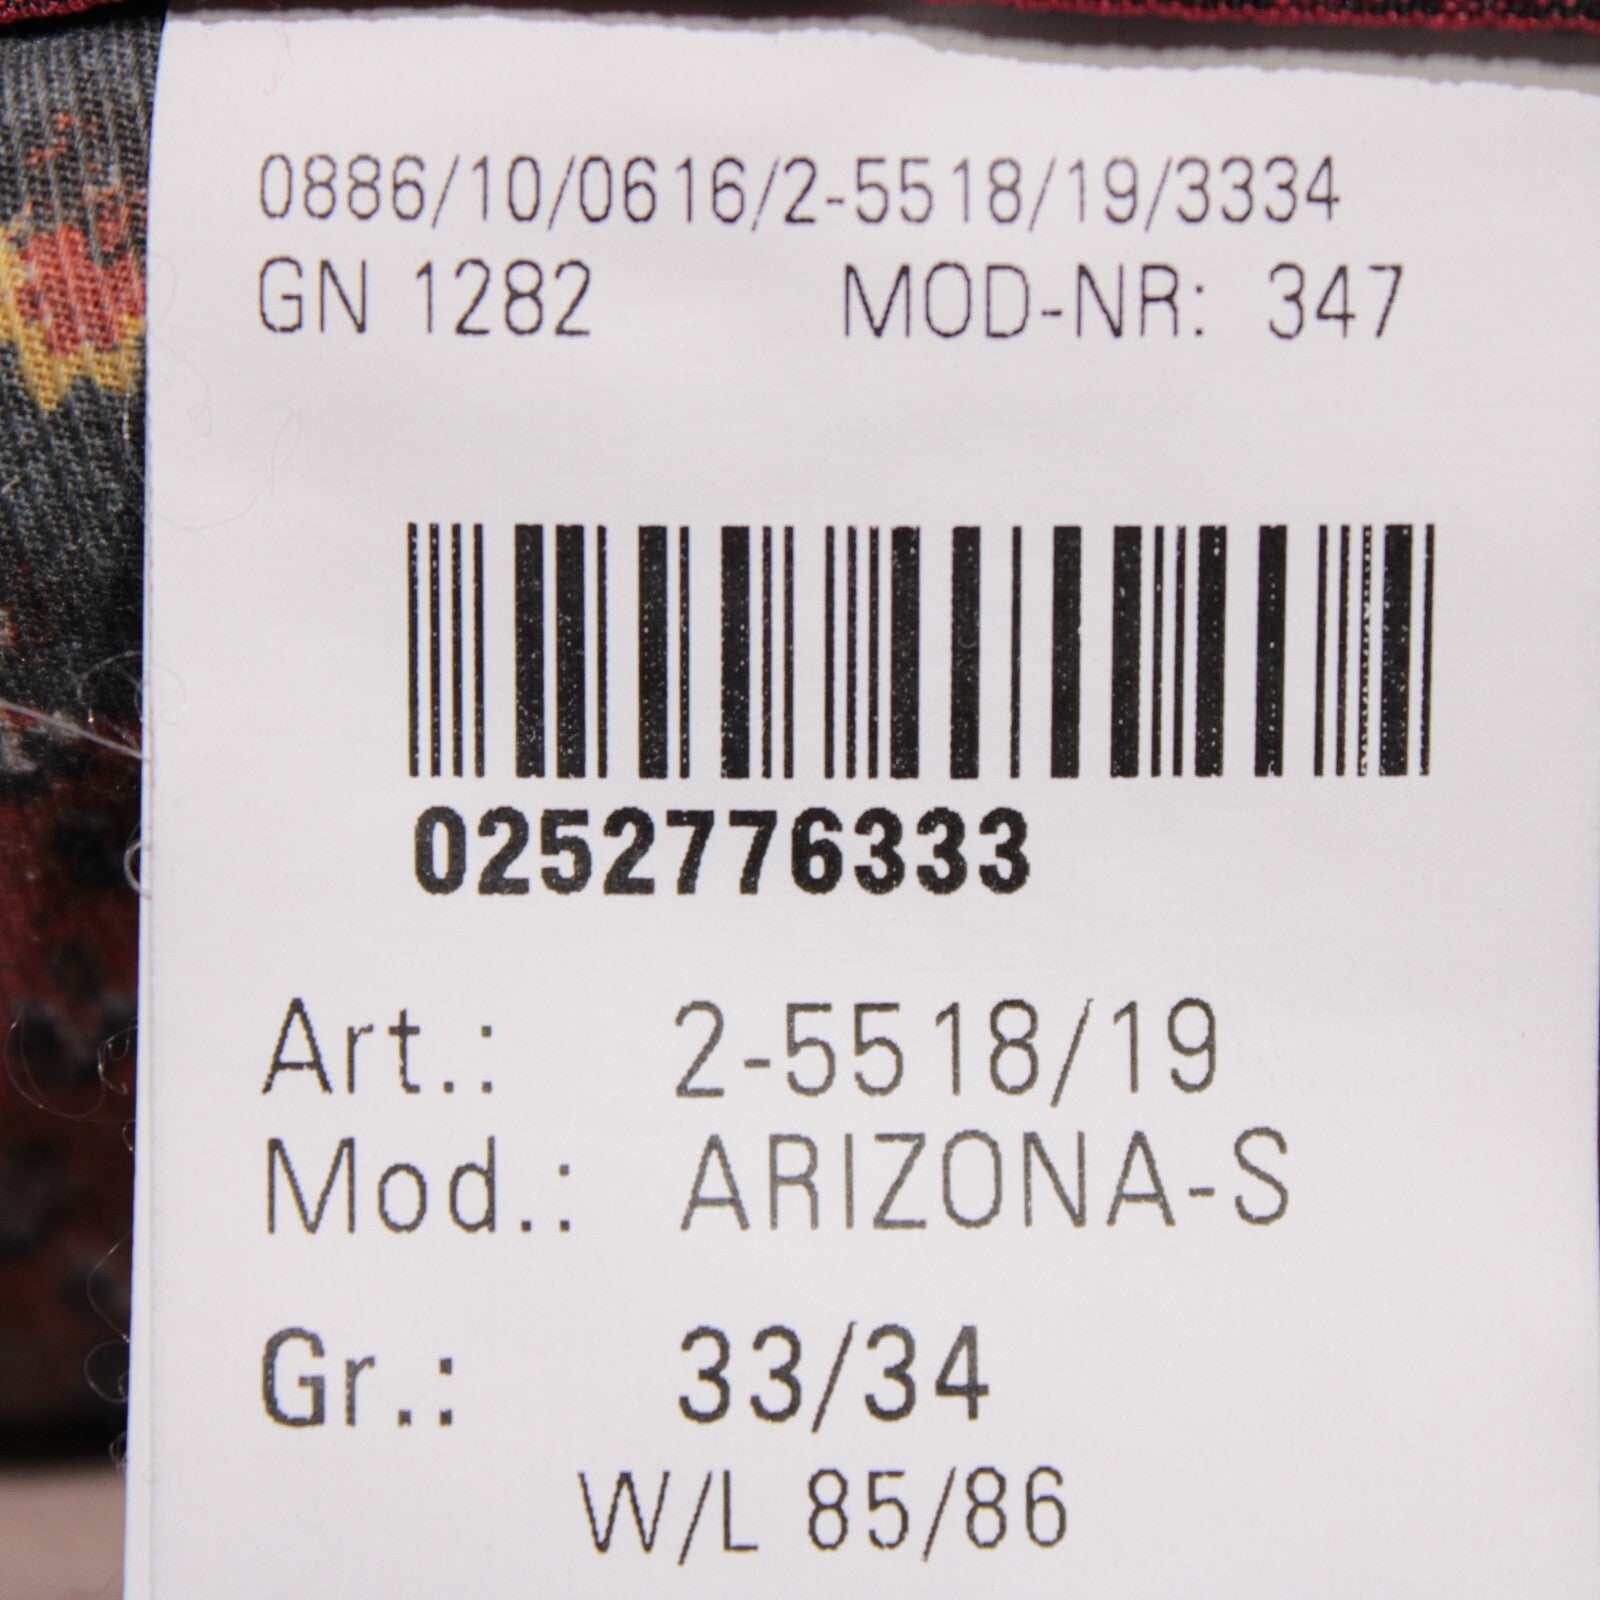 0886/10/0616/2-5518/19/3334
GN 1282 MOD-NR: 347
0252776333
Art.: 2-5518/19
Mod.: ARIZONA-S
Gr.: 33/34
W/L 85/86